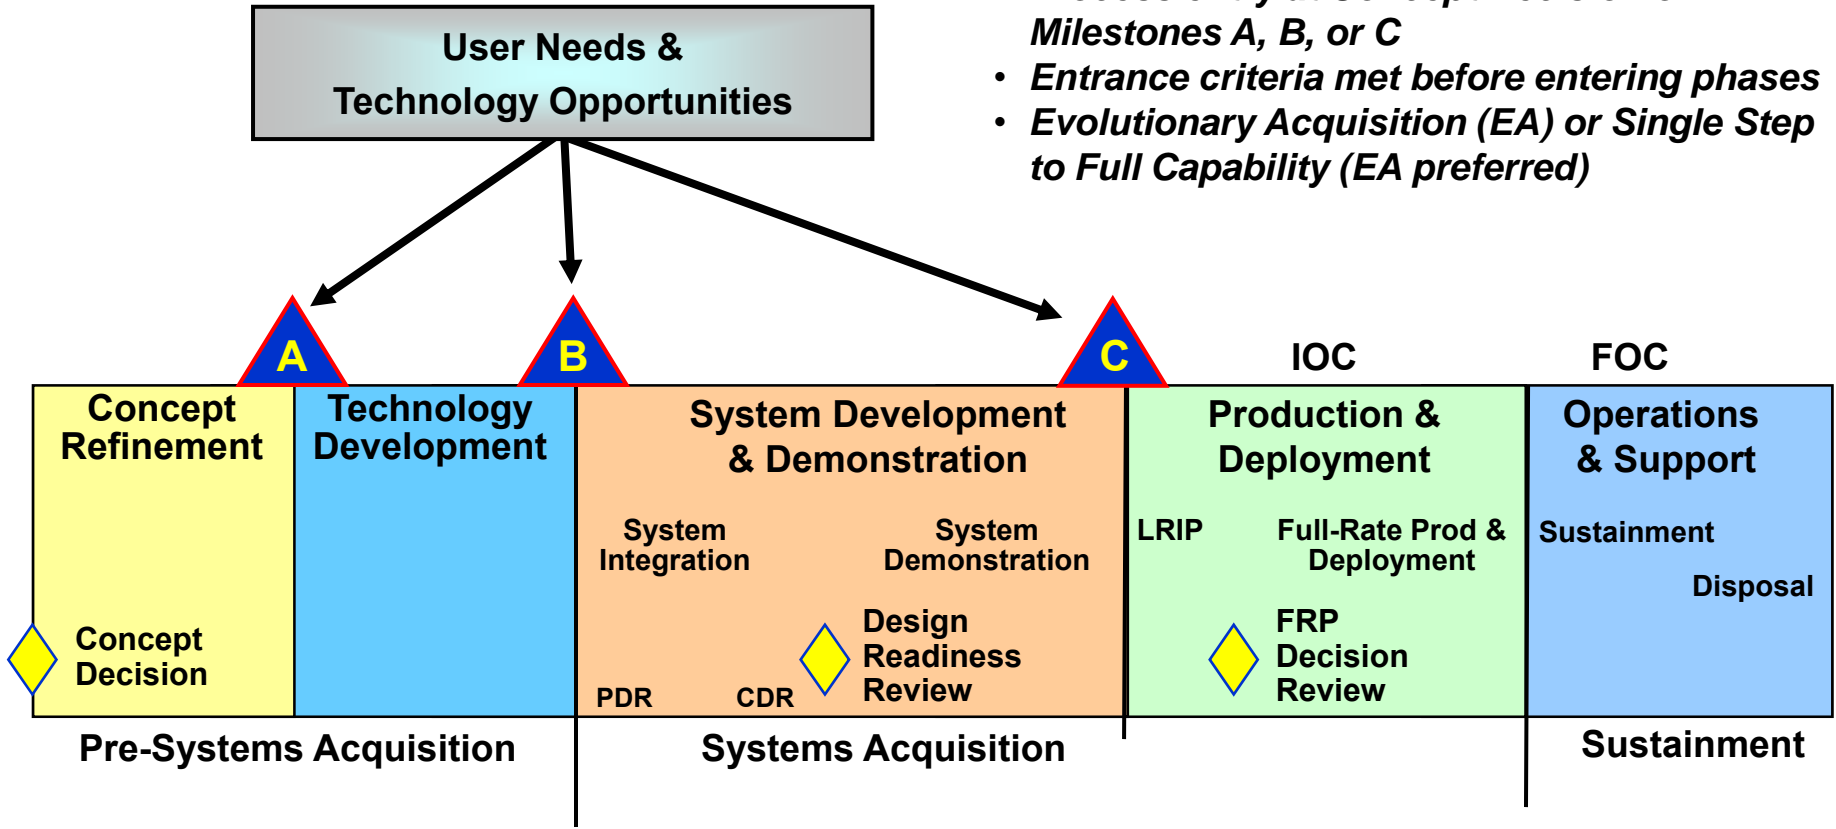 Milestones A, B, or C
• Entrance criteria met before entering phases
• Evolutionary Acquisition (EA) or Single Step
to Full Capability (EA preferred)
User Needs &
Technology Opportunities
A
B
C
IOC
FOC
Concept
Refinement
Technology
Development
System Development
& Demonstration
Production &
Deployment
Operations
& Support
System
Integration
System
Demonstration
LRIP
Full-Rate Prod &
Deployment
Sustainment
Disposal
Concept
Decision
PDR
CDR
Design
Readiness
Review
FRP
Decision
Review
Pre-Systems Acquisition
Systems Acquisition
Sustainment